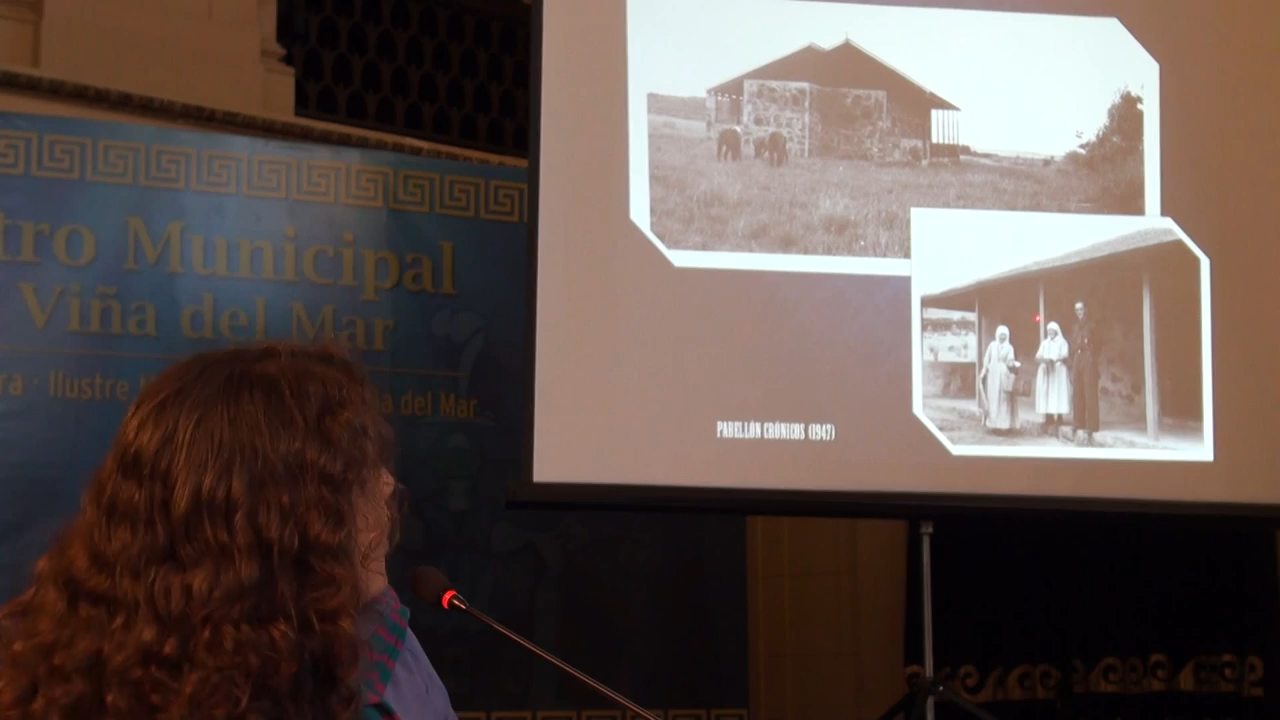 tro Municipal
Viña del Mar
ra · Ilustre
a del Mar
PABELLÓN CRÓNICOS (1947)